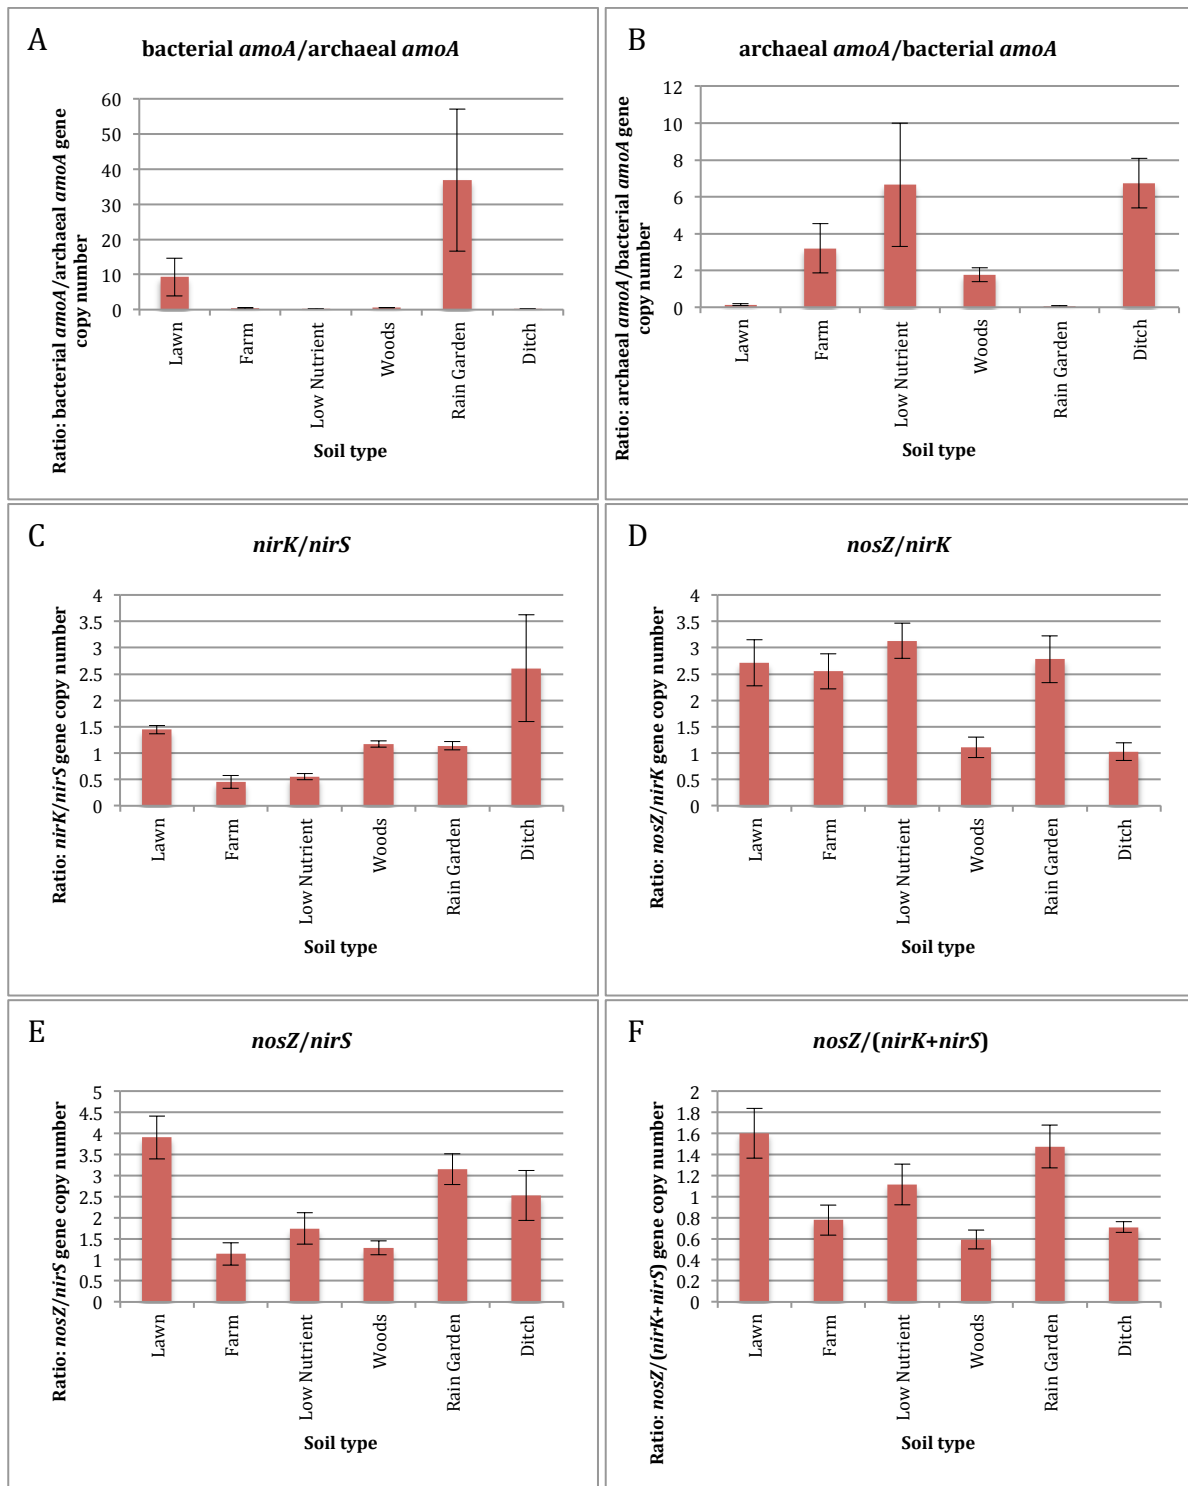 A
bacterial amoA/archaeal amoA
Ratio: bacterial amoA/archaeal amoA gene
copy number
60
50
40
30
20
10
0
Lawn
Farm
Low Nutrient
Woods
Rain Garden
Ditch
Soil type
B
archaeal amoA/bacterial amoA
Ratio: archaeal amoA/bacterial amoA gene
copy number
12
10
8
6
4
2
0
Lawn
Farm
Low Nutrient
Woods
Rain Garden
Ditch
Soil type
C
nirK/nirS
Ratio: nirK/nirS gene copy number
4
3.5
3
2.5
2
1.5
1
0.5
0
Lawn
Farm
Low Nutrient
Woods
Rain Garden
Ditch
Soil type
D
nosZ/nirK
Ratio: nosZ/nirK gene copy number
4
3.5
3
2.5
2
1.5
1
0.5
0
Lawn
Farm
Low Nutrient
Woods
Rain Garden
Ditch
Soil type
E
nosZ/nirS
Ratio: nosZ/nirS gene copy number
5
4.5
4
3.5
3
2.5
2
1.5
1
0.5
0
Lawn
Farm
Low Nutrient
Woods
Rain Garden
Ditch
Soil type
F
nosZ/(nirK+nirS)
Ratio: nosZ/(nirK+nirS) gene copy number
2
1.8
1.6
1.4
1.2
1
0.8
0.6
0.4
0.2
0
Lawn
Farm
Low Nutrient
Woods
Rain Garden
Ditch
Soil type